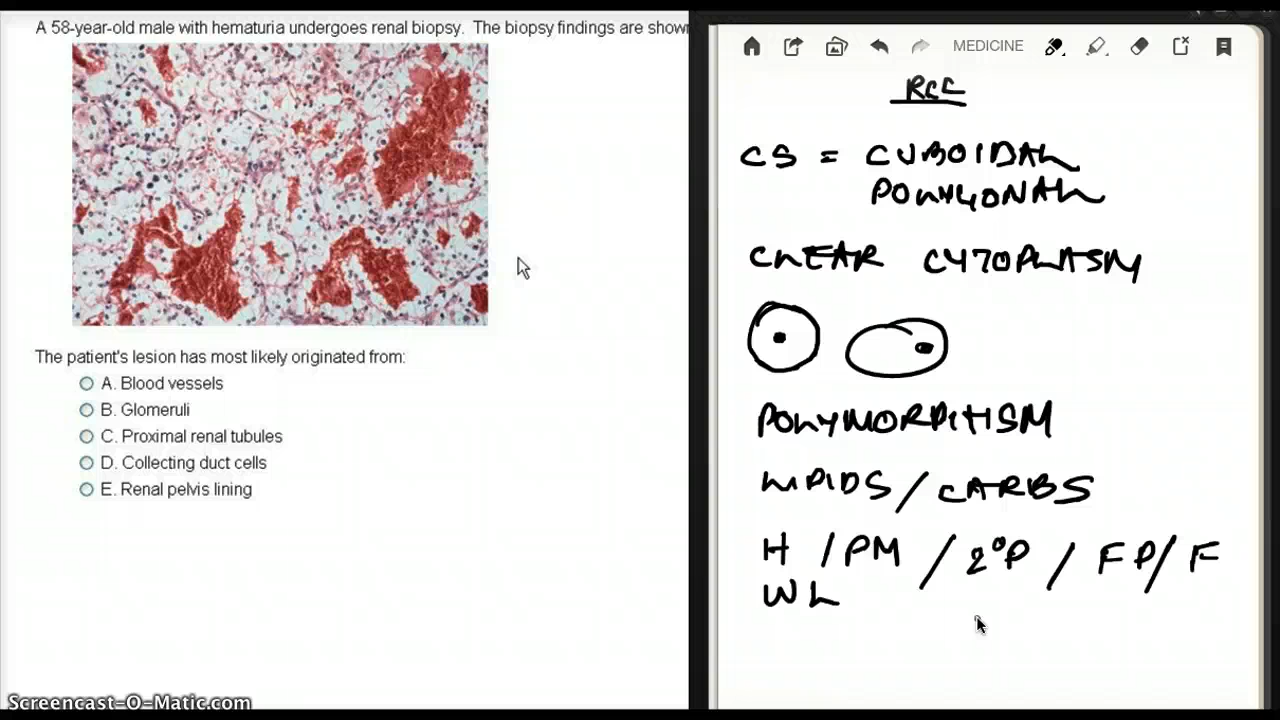 A 58-year-old male with hematuria undergoes renal biopsy. The biopsy findings are shown
The patient's lesion has most likely originated from:
A. Blood vessels
B. Glomeruli
C. Proximal renal tubules
D. Collecting duct cells
E. Renal pelvis lining
Screencast-O-Matic.com
MEDICINE
RCC
CS = CUBOIDAL
POLYGONAL
CLEAR CYTOPLASM
POLYMORPHISM
LIPIDS / CARBS
H / PM / 2°P / FP / F
WL